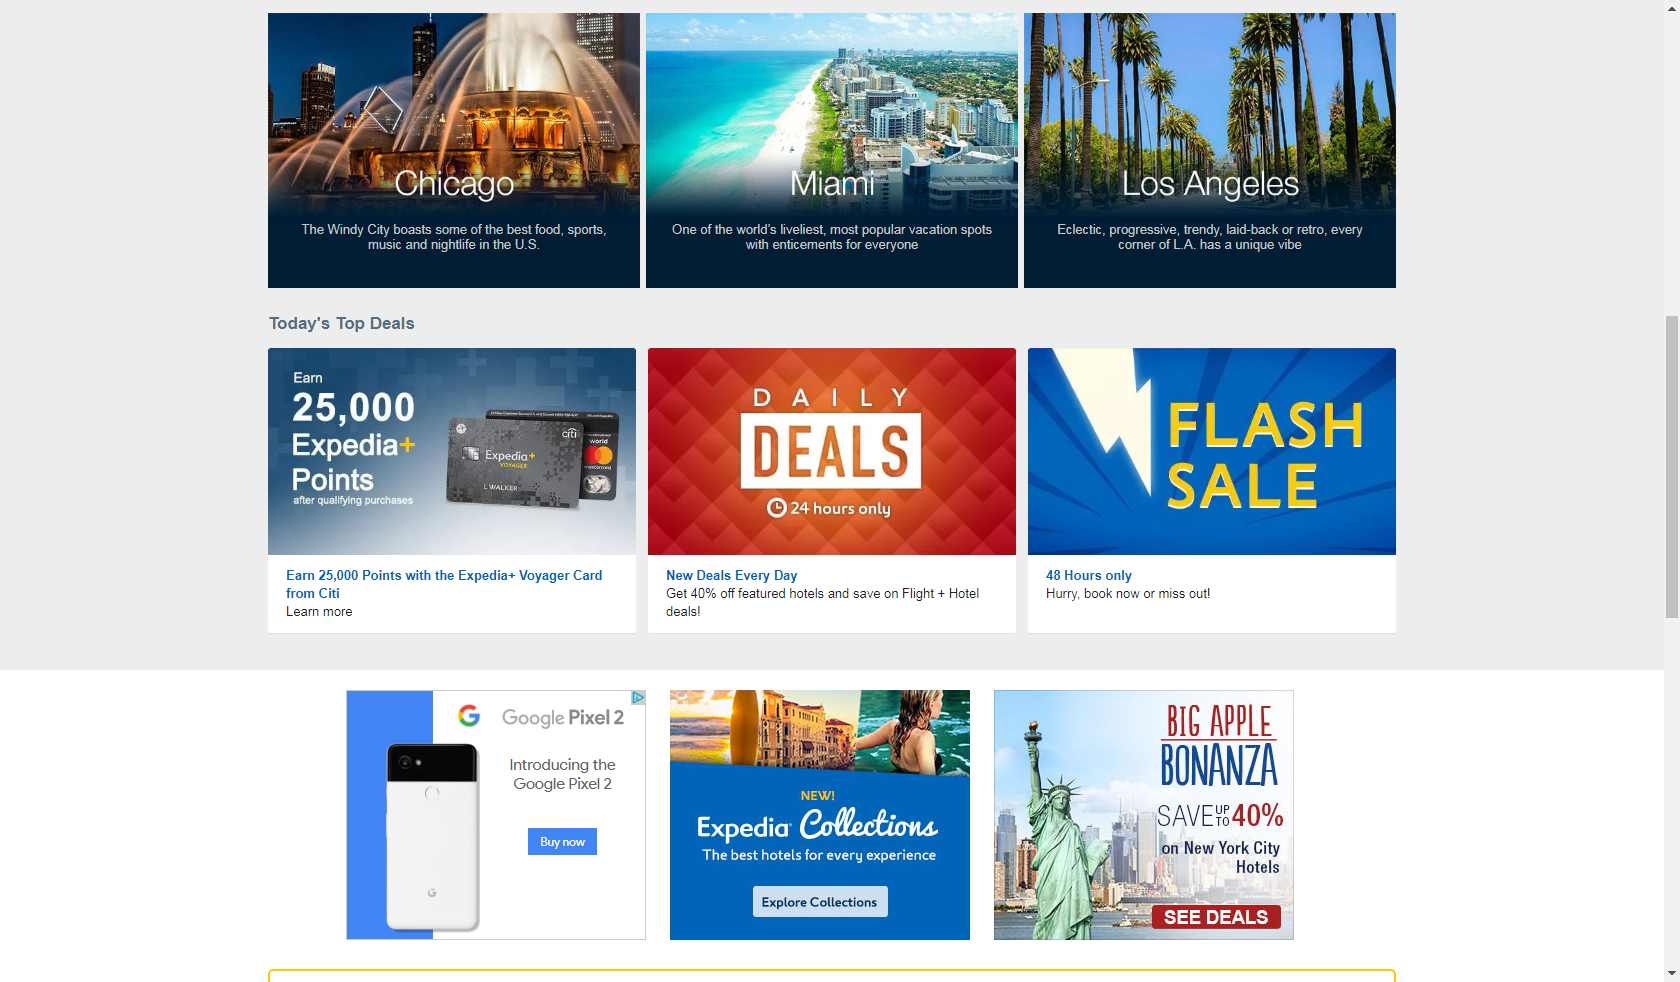 Chicago
The Windy City boasts some of the best food, sports,
music and nightlife in the U.S.
Miami
One of the world's liveliest, most popular vacation spots
with enticements for everyone
Los Angeles
Eclectic, progressive, trendy, laid-back or retro, every
corner of L.A. has a unique vibe
Today's Top Deals
Earn
25,000
Expedia+
Points
after qualifying purchases
citi
Expedia+
VOYAGER
L WALKER
world
mastercard
Earn 25,000 Points with the Expedia+ Voyager Card
from Citi
Learn more
DAILY
DEALS
24 hours only
New Deals Every Day
Get 40% off featured hotels and save on Flight + Hotel
deals!
FLASH
SALE
48 Hours only
Hurry, book now or miss out!
Google Pixel 2
Introducing the
Google Pixel 2
Buy now
G
NEW!
Expedia Collections
The best hotels for every experience
Explore Collections
BIG APPLE
BONANZA
SAVE UP TO 40%
on New York City
Hotels
SEE DEALS